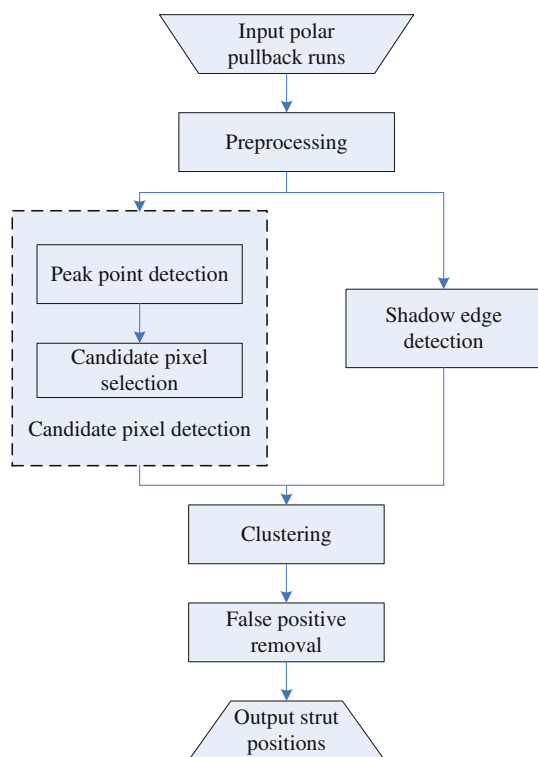 Input polar
pullback runs
Preprocessing
Peak point detection
Candidate pixel
selection
Candidate pixel detection
Shadow edge
detection
Clustering
False positive
removal
Output strut
positions